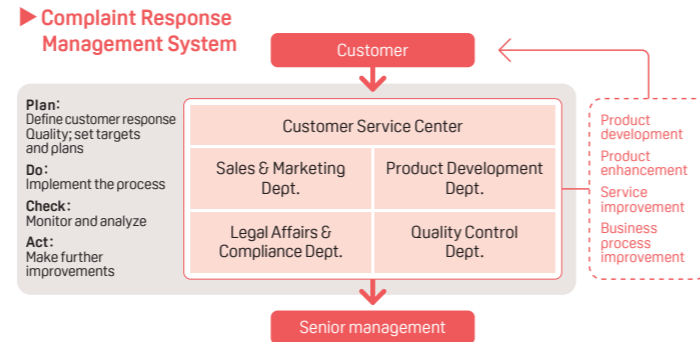 Complaint Response
Management System
Customer
Plan:
Define customer response
Quality; set targets
and plans
Do:
Implement the process
Check:
Monitor and analyze
Act:
Make further
improvements
Customer Service Center
Sales & Marketing
Dept.
Product Development
Dept.
Legal Affairs &
Compliance Dept.
Quality Control
Dept.
Product
development
Product
enhancement
Service
improvement
Business
process
improvement
Senior management